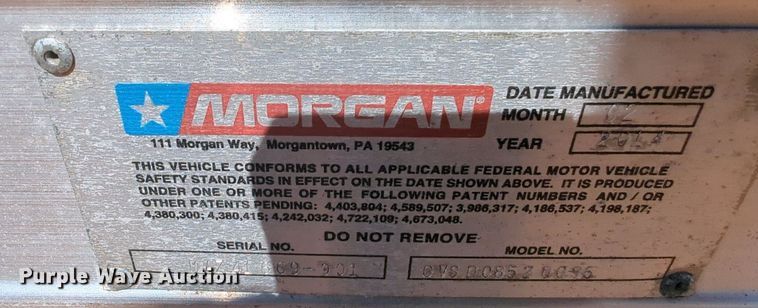 MORGAN®
DATE MANUFACTURED
MONTH 02
YEAR
111 Morgan Way, Morgantown, PA 19543
THIS VEHICLE CONFORMS TO ALL APPLICABLE FEDERAL MOTOR VEHICLE
SAFETY STANDARDS IN EFFECT ON THE DATE SHOWN ABOVE. IT IS PRODUCED
UNDER ONE OR MORE OF THE FOLLOWING PATENT NUMBERS AND / OR
OTHER PATENTS PENDING: 4,403,804; 4,589,507; 3,986,317; 4,186,537; 4,198,187;
4,380,300; 4,380,415; 4,242,032; 4,722,109; 4,673,048.
DO NOT REMOVE
SERIAL NO.
MODEL NO.
Purple Wave Auction